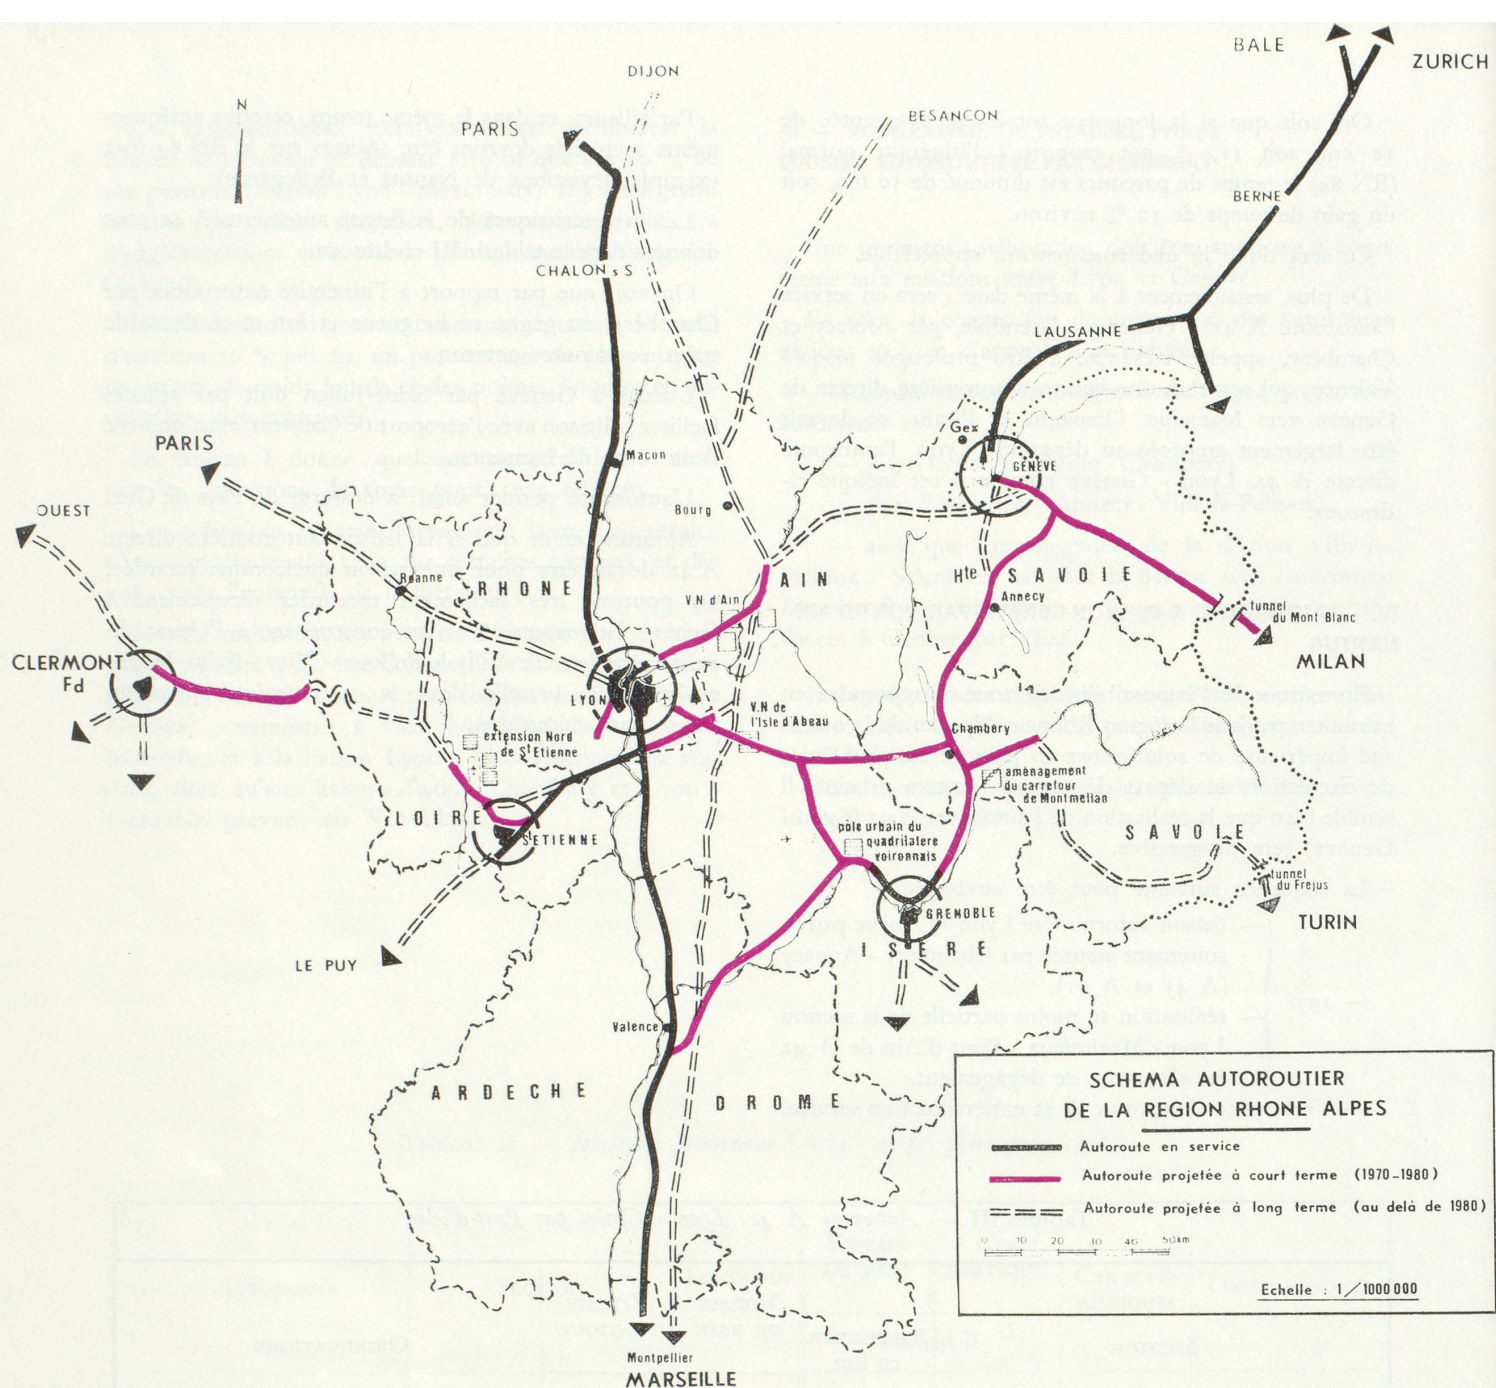 BALE
ZURICH
DIJON
PARIS
N
BESANCON
BERNE
CHALON s S
LAUSANNE
PARIS
Gex
GENEVE
Macon
OUEST
Bourg
Roanne
RHONE
AIN
Hte SAVOIE
V.N d'Ain
Annecy
tunnel
du Mont Blanc
MILAN
CLERMONT
Fd
LYON
V.N de
l'Isle d'Abeau
extension Nord
de St Etienne
Chambery
aménagement
du carrefour
de Montmelian
LOIRE
St ETIENNE
pole urbain du
quadrilatere
voironnais
SAVOIE
tunnel
du Frejus
TURIN
GRENOBLE
ISERE
LE PUY
Valence
ARDECHE
DROME
SCHEMA AUTOROUTIER
DE LA REGION RHONE ALPES
Autoroute en service
Autoroute projetée à court terme (1970-1980)
Autoroute projetée à long terme (au delà de 1980)
0 10 20 30 40 50km
Echelle : 1/1000000
Montpellier
MARSEILLE